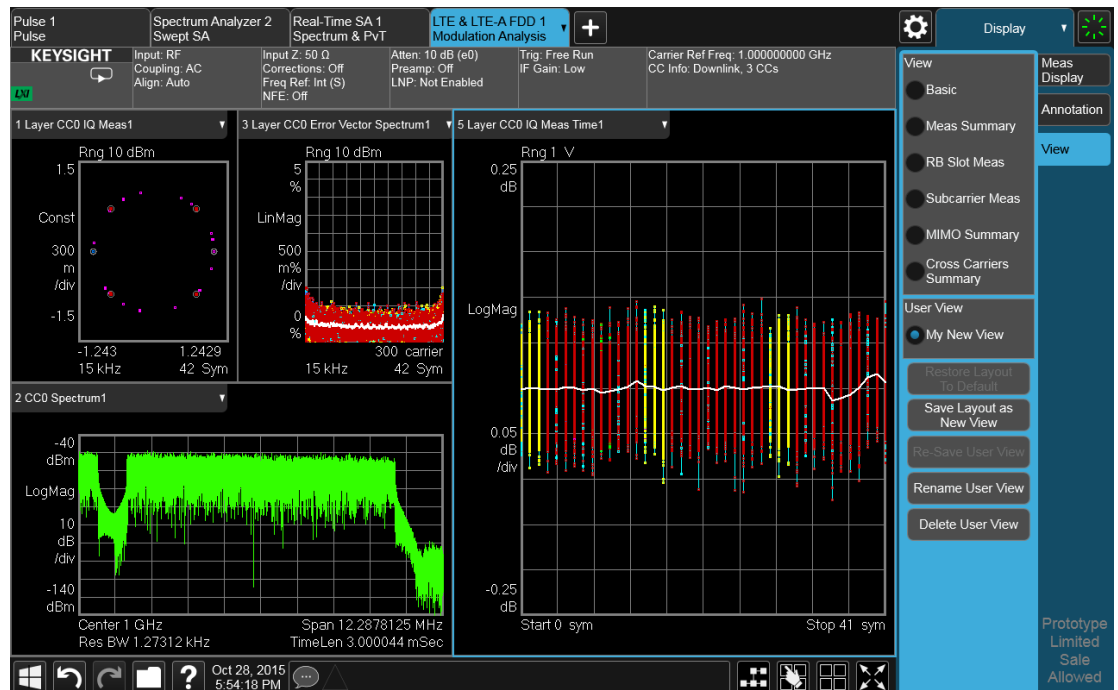 Pulse 1
Pulse
Spectrum Analyzer 2
Swept SA
Real-Time SA 1
Spectrum & PvT
LTE & LTE-A FDD 1
Modulation Analysis
Display
KEYSIGHT
LXI
Input: RF
Coupling: AC
Align: Auto
Input Z: 50 Ω
Corrections: Off
Freq Ref: Int (S)
NFE: Off
Atten: 10 dB (e0)
Preamp: Off
LNP: Not Enabled
Trig: Free Run
IF Gain: Low
Carrier Ref Freq: 1.000000000 GHz
CC Info: Downlink, 3 CCs
1 Layer CC0 IQ Meas1
Rng 10 dBm
1.5
Const
300
m
/div
-1.5
-1.243 1.2429
15 kHz 42 Sym
3 Layer CC0 Error Vector Spectrum1
Rng 10 dBm
5
%
LinMag
500
m%
/div
0
%
300 carrier
15 kHz 42 Sym
2 CC0 Spectrum1
-40
dBm
LogMag
10
dB
/div
-140
dBm
Center 1 GHz Span 12.2878125 MHz
Res BW 1.27312 kHz TimeLen 3.000044 mSec
5 Layer CC0 IQ Meas Time1
Rng 1 V
0.25
dB
LogMag
0.05
dB
/div
-0.25
dB
Start 0 sym Stop 41 sym
View
Basic
Meas Summary
RB Slot Meas
Subcarrier Meas
MIMO Summary
Cross Carriers
Summary
User View
My New View
Restore Layout
To Default
Save Layout as
New View
Re-Save User View
Rename User View
Delete User View
Meas
Display
Annotation
View
Prototype
Limited
Sale
Allowed
?
Oct 28, 2015
5:54:18 PM